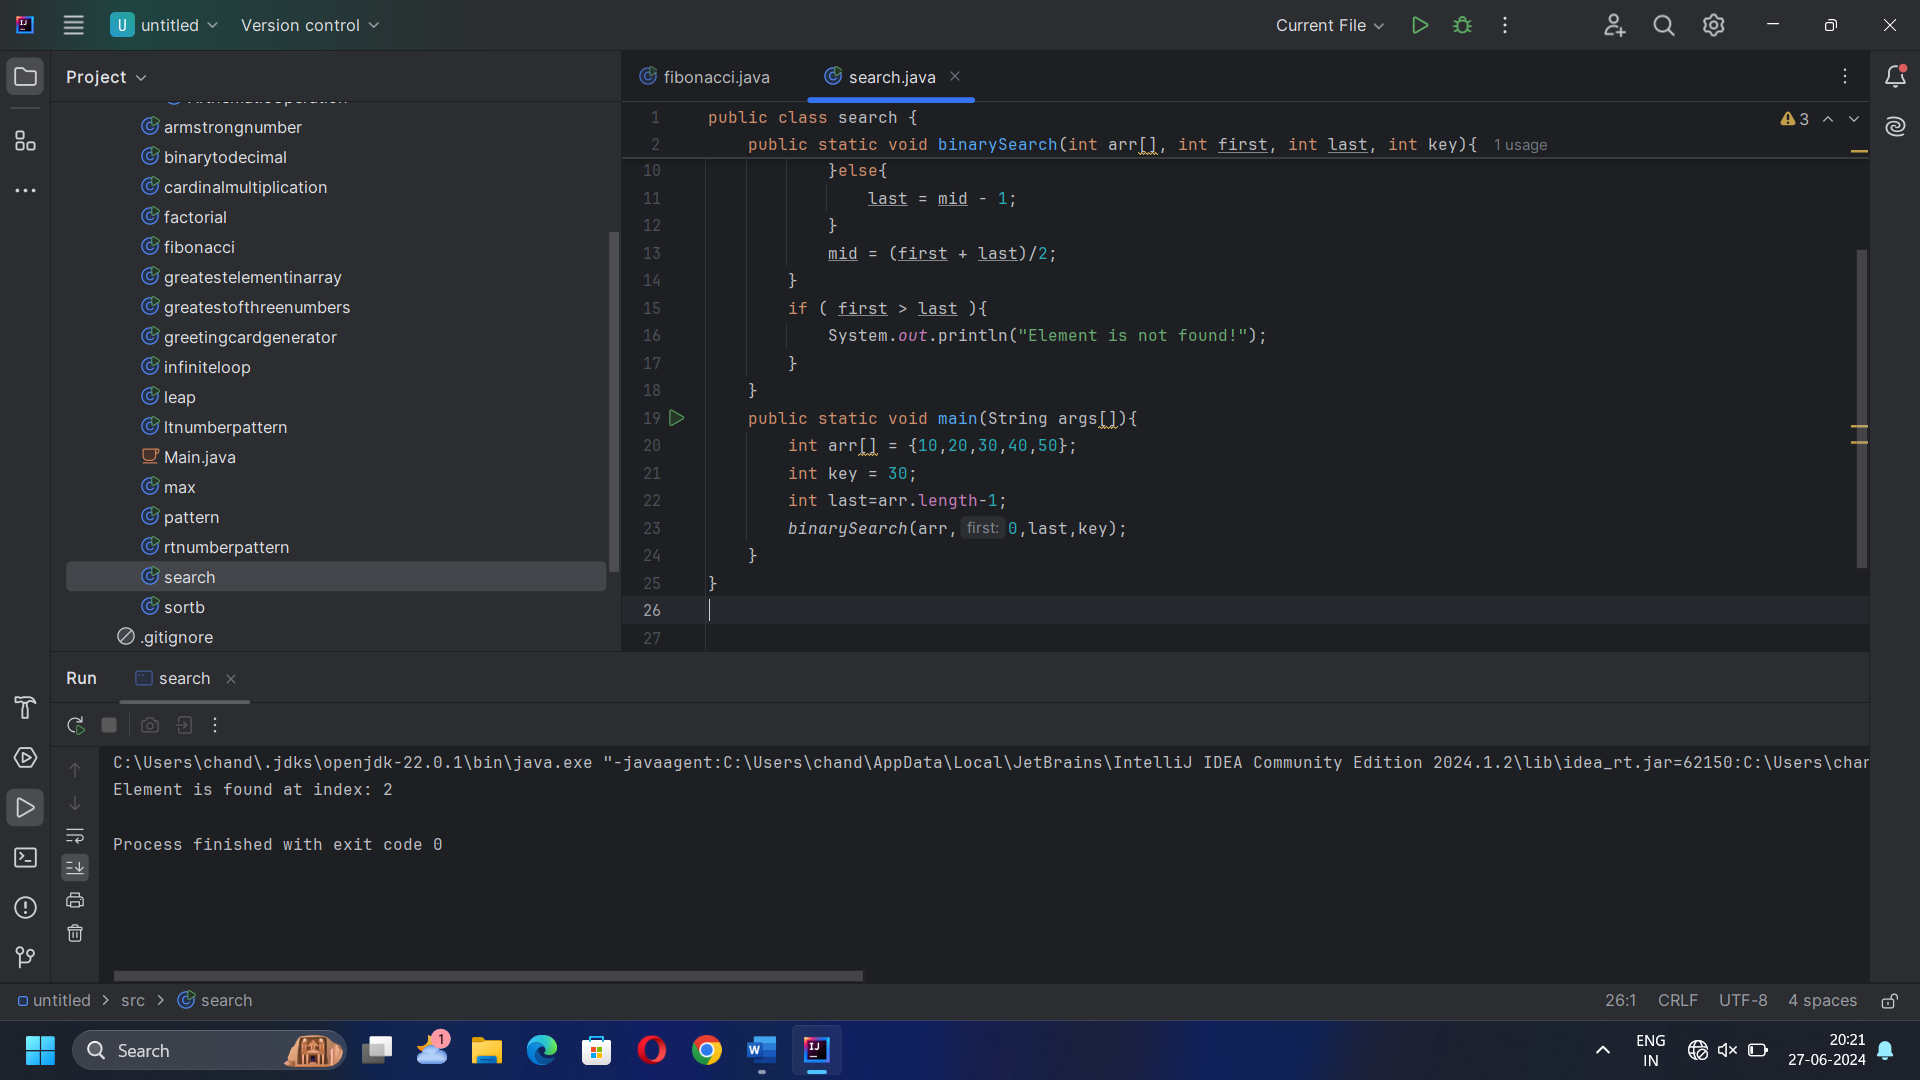 U untitled Version control Current File
Project
fibonacci.java search.java
armstrongnumber
binarytodecimal
cardinalmultiplication
factorial
fibonacci
greatestelementinarray
greatestofthreenumbers
greetingcardgenerator
infiniteloop
leap
ltnumberpattern
Main.java
max
pattern
rtnumberpattern
search
sortb
.gitignore
3
1 public class search {
2 public static void binarySearch(int arr[], int first, int last, int key){ 1 usage
10 }else{
11 last = mid - 1;
12 }
13 mid = (first + last)/2;
14 }
15 if ( first > last ){
16 System.out.println("Element is not found!");
17 }
18 }
19 public static void main(String args[]){
20 int arr[] = {10,20,30,40,50};
21 int key = 30;
22 int last=arr.length-1;
23 binarySearch(arr, first: 0,last,key);
24 }
25 }
26
27
Run search
C:\Users\chand\.jdks\openjdk-22.0.1\bin\java.exe "-javaagent:C:\Users\chand\AppData\Local\JetBrains\IntelliJ IDEA Community Edition 2024.1.2\lib\idea_rt.jar=62150:C:\Users\char
Element is found at index: 2
Process finished with exit code 0
untitled > src > search 26:1 CRLF UTF-8 4 spaces
Search 1 ENG IN 20:21 27-06-2024